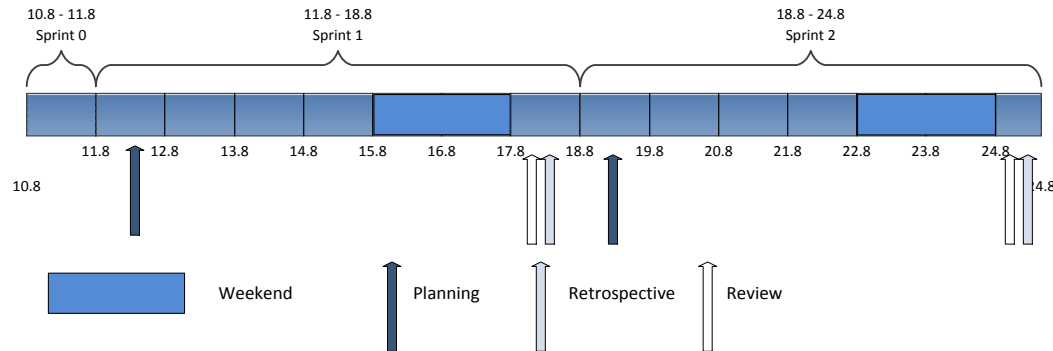 10.8 - 11.8
Sprint 0
11.8 - 18.8
Sprint 1
18.8 - 24.8
Sprint 2
11.8 12.8 13.8 14.8 15.8 16.8 17.8 18.8 19.8 20.8 21.8 22.8 23.8 24.8
10.8 24.8
Weekend Planning Retrospective Review